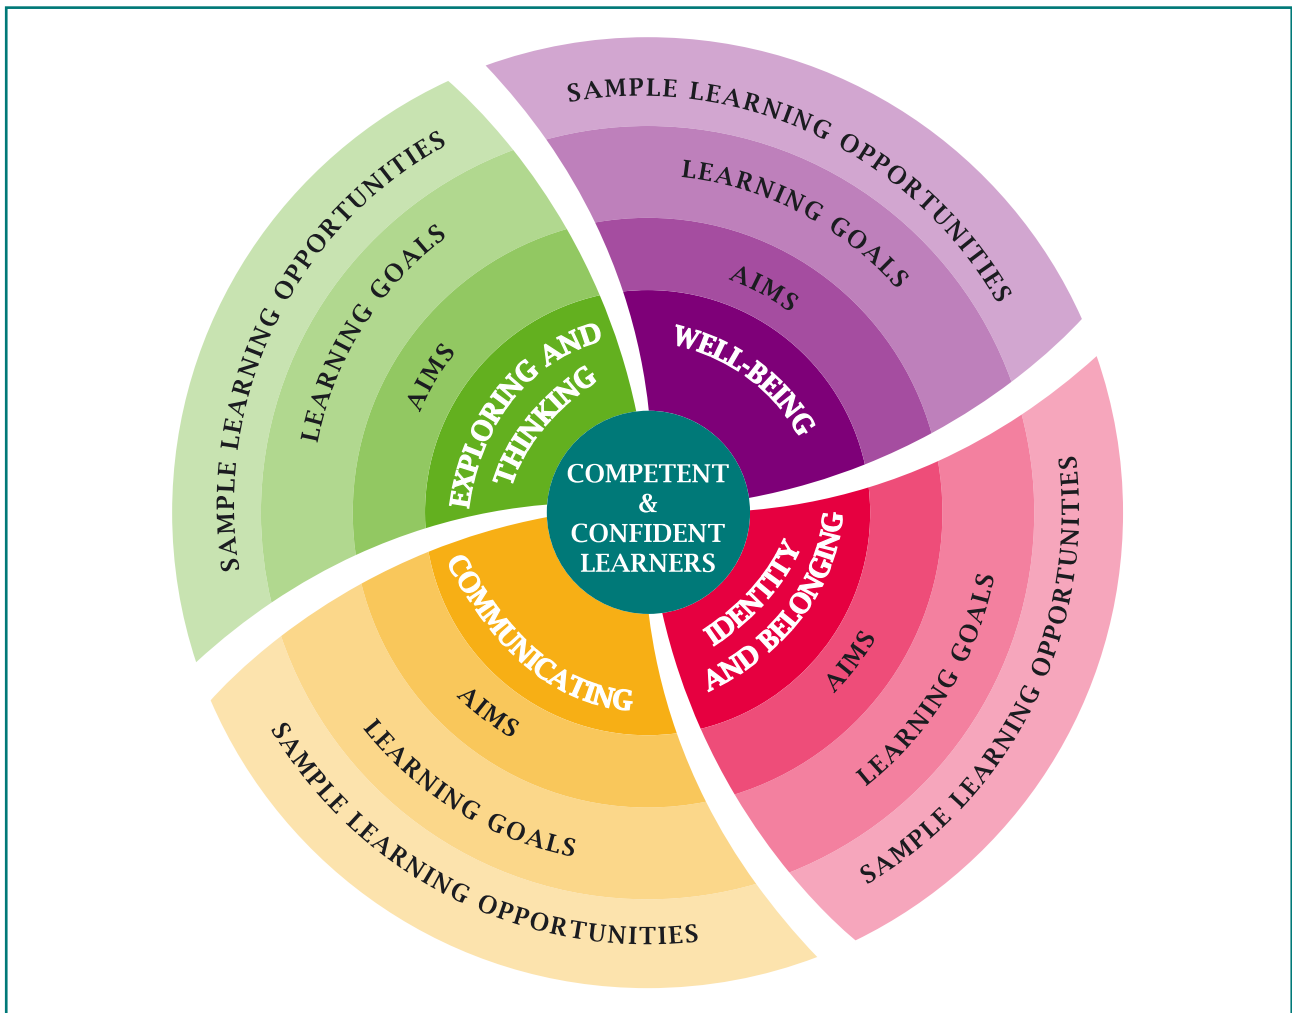 COMPETENT
&
CONFIDENT
LEARNERS
WELL-BEING
AIMS
LEARNING GOALS
SAMPLE LEARNING OPPORTUNITIES
IDENTITY
AND BELONGING
AIMS
LEARNING GOALS
SAMPLE LEARNING OPPORTUNITIES
COMMUNICATING
AIMS
LEARNING GOALS
SAMPLE LEARNING OPPORTUNITIES
EXPLORING AND
THINKING
AIMS
LEARNING GOALS
SAMPLE LEARNING OPPORTUNITIES